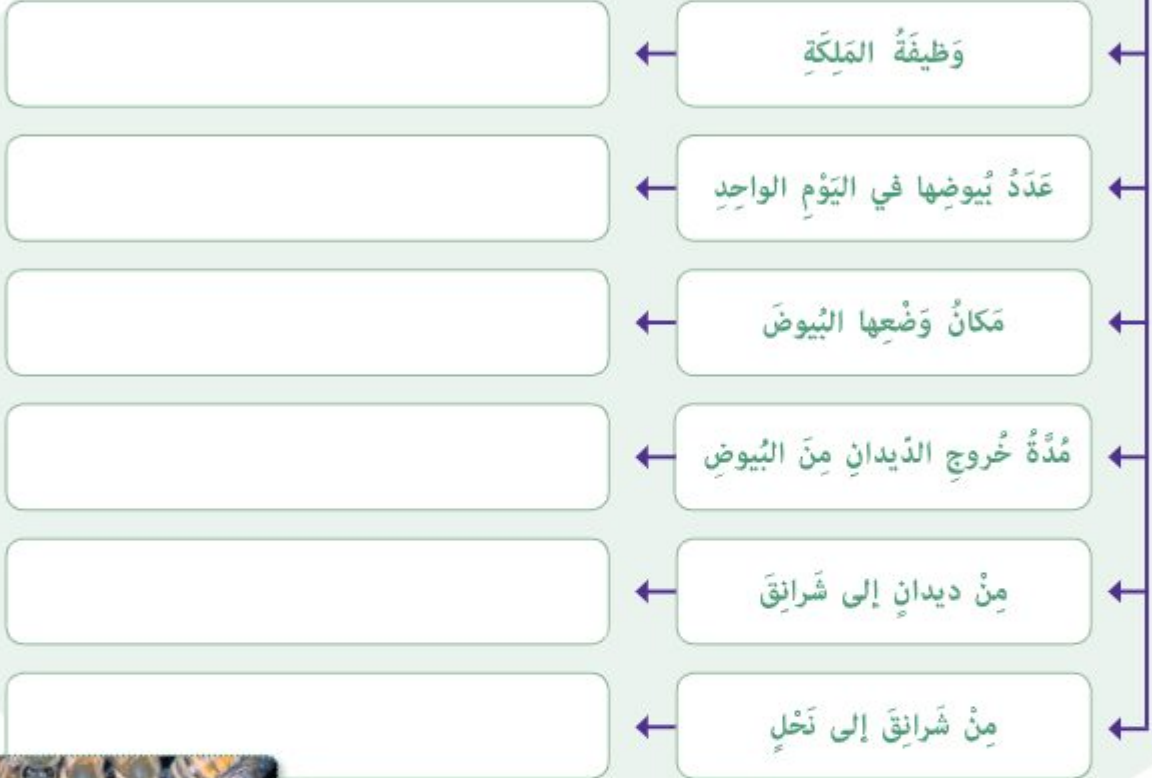 وَظيفَةُ المَلِكَةِ
عَدَدُ بُيوضِها في اليَوْمِ الواحِدِ
مَكانُ وَضْعِها البُيوضَ
مُدَّةُ خُروجِ الدّيدانِ مِنَ البُيوضِ
مِنْ ديدانٍ إلى شَرانِقَ
مِنْ شَرانِقَ إلى نَحْلٍ